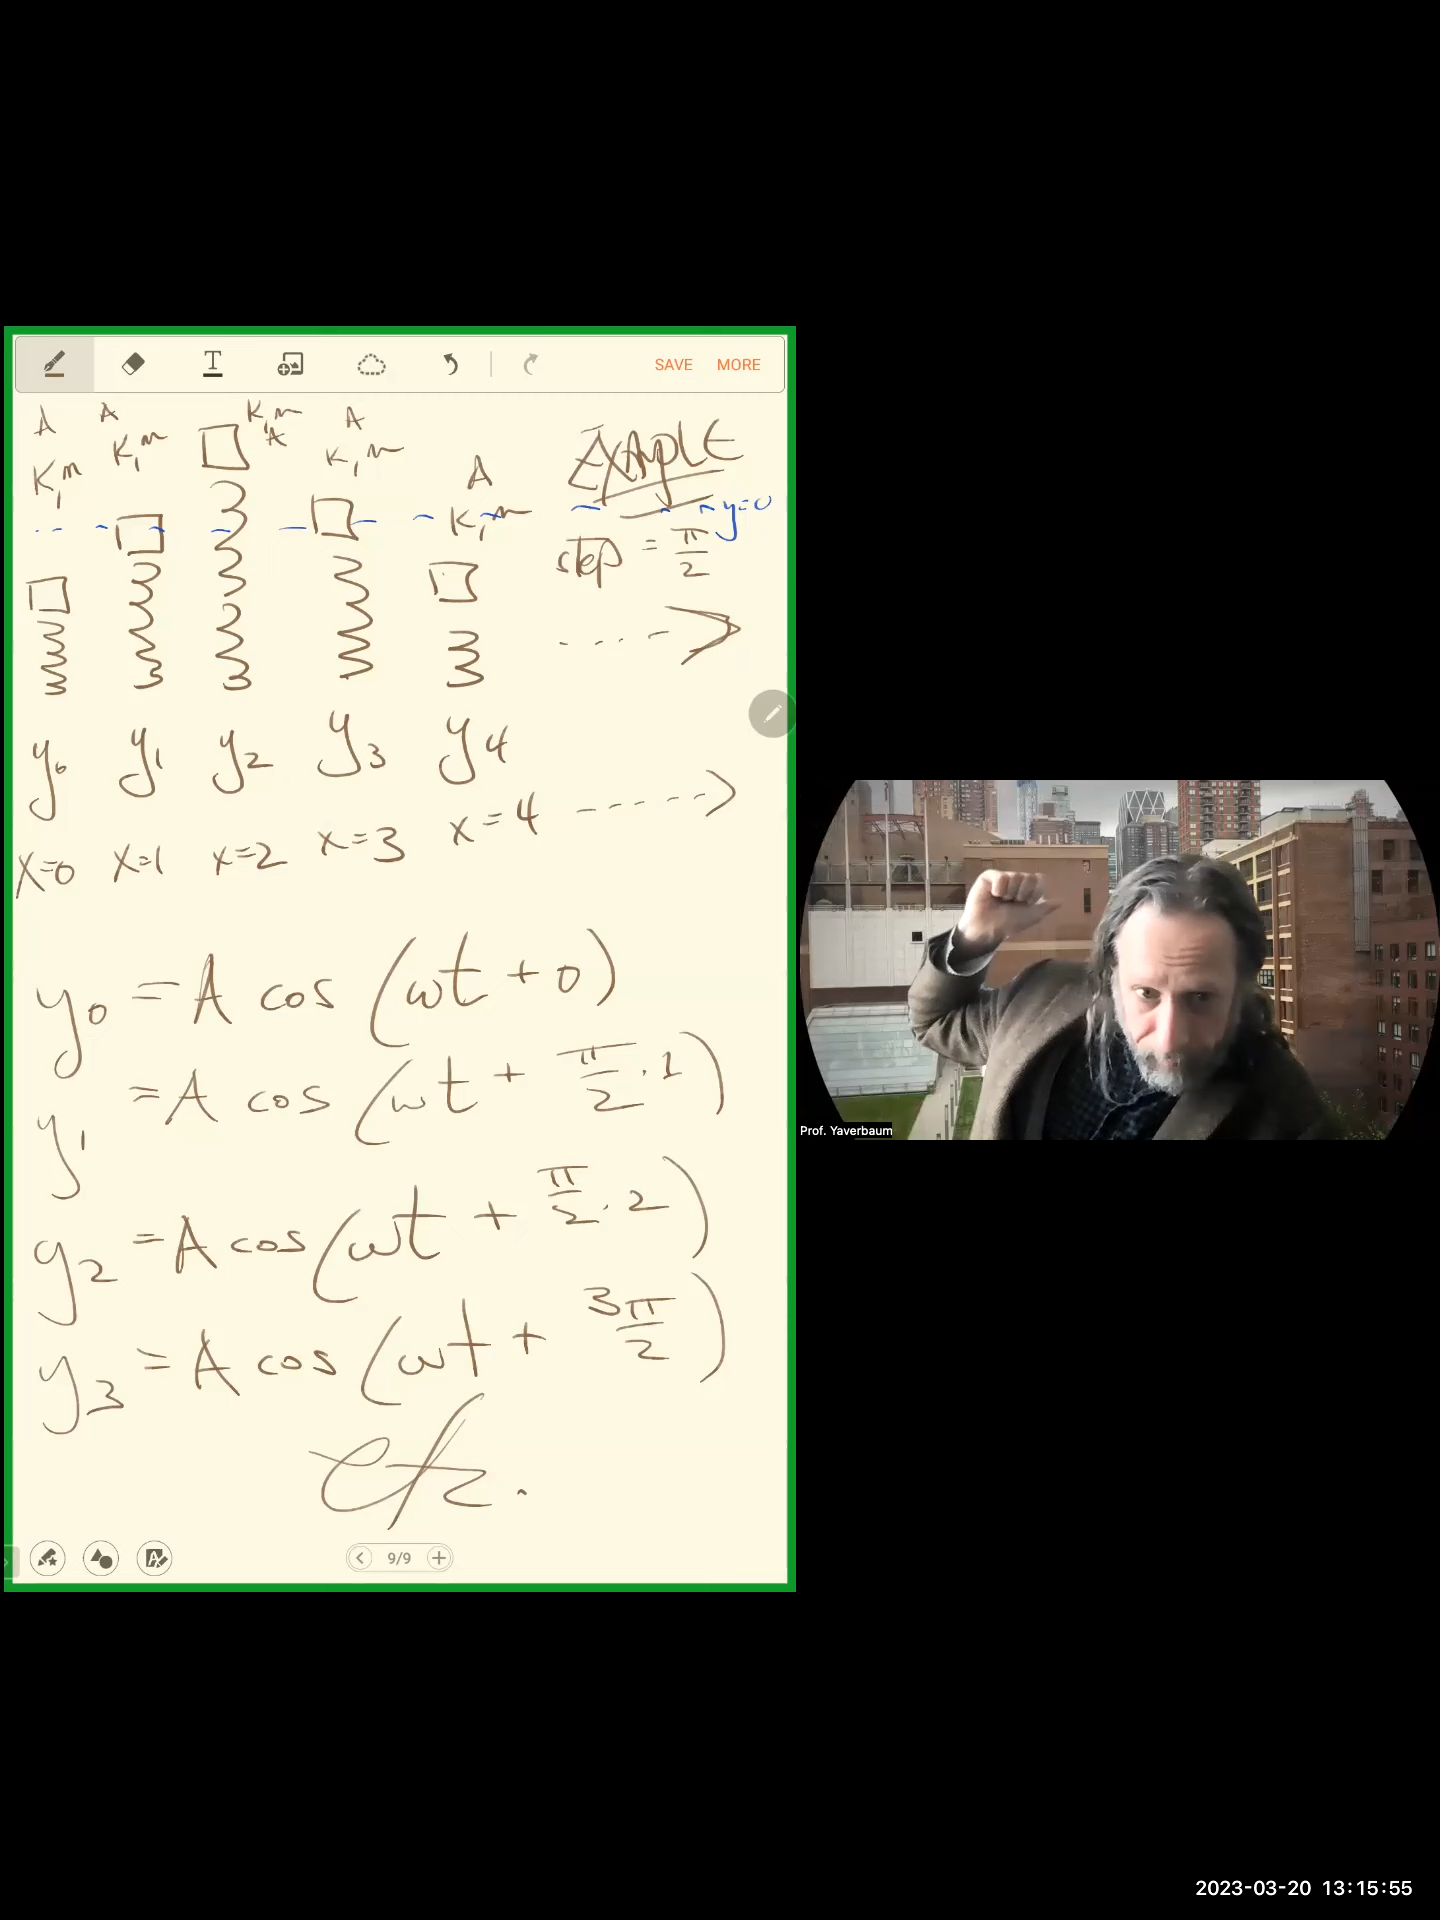 SAVE MORE
A A K,m A
K,m K,m A K,m A
K,m
EXAMPLE
y=0
step = π/2
y₀ y₁ y₂ y₃ y₄
x=0 x=1 x=2 x=3 x=4
y₀ = A cos (ωt + 0)
y₁ = A cos (ωt + π/2 · 1)
y₂ = A cos (ωt + π/2 · 2)
y₃ = A cos (ωt + 3π/2)
etc.
9/9
Prof. Yaverbaum
2023-03-20 13:15:55